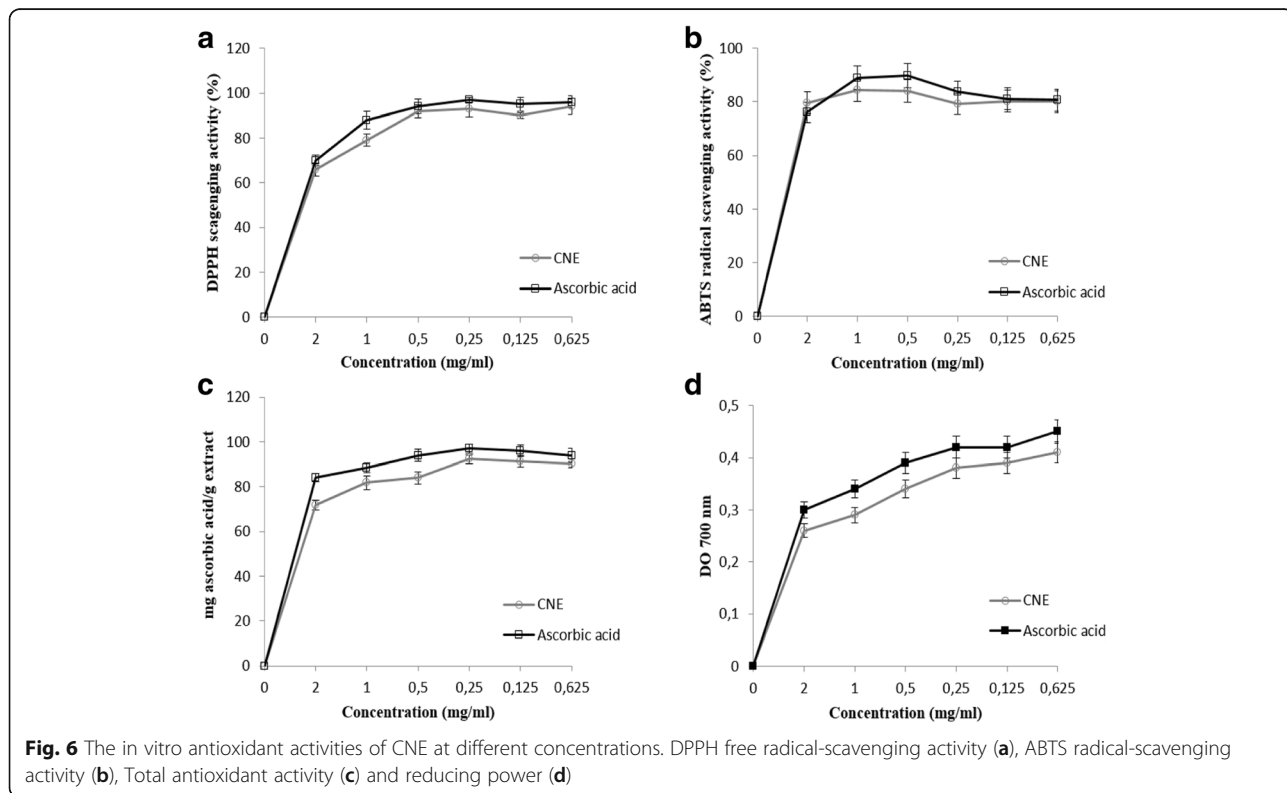 a
120
100
80
60
40
20
0
DPPH scagenging activity (%)
CNE
Ascorbic acid
0 2 1 0,5 0,25 0,125 0,625
Concentration (mg/ml)
b
100
80
60
40
20
0
ABTS radical scavenging activity (%)
CNE
Ascorbic acid
0 2 1 0,5 0,25 0,125 0,625
Concentration (mg/ml)
c
120
100
80
60
40
20
0
mg ascorbic acid/g extract
CNE
Ascorbic acid
0 2 1 0,5 0,25 0,125 0,625
Concentration (mg/ml)
d
0,5
0,4
0,3
0,2
0,1
0
DO 700 nm
CNE
Ascorbic acid
0 2 1 0,5 0,25 0,125 0,625
Concentration (mg/ml)
Fig. 6 The in vitro antioxidant activities of CNE at different concentrations. DPPH free radical-scavenging activity (a), ABTS radical-scavenging
activity (b), Total antioxidant activity (c) and reducing power (d)